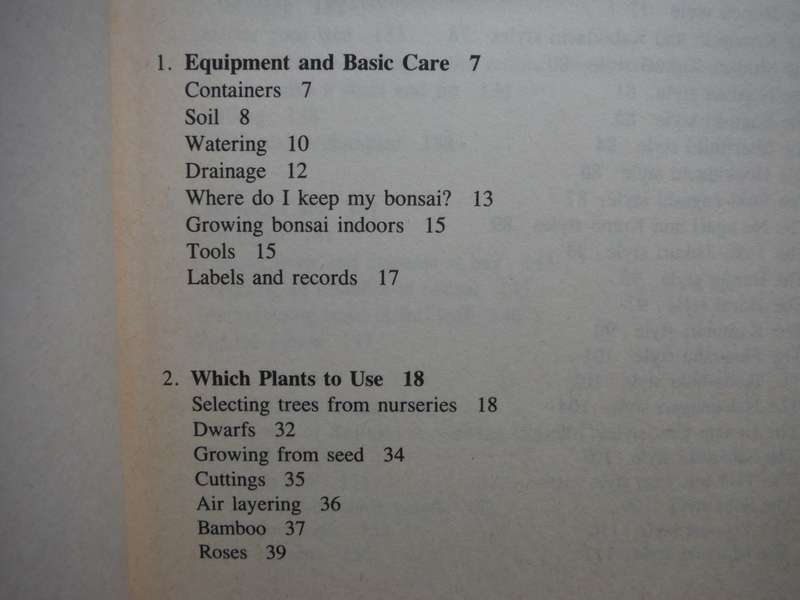 1. Equipment and Basic Care 7
Containers 7
Soil 8
Watering 10
Drainage 12
Where do I keep my bonsai? 13
Growing bonsai indoors 15
Tools 15
Labels and records 17
2. Which Plants to Use 18
Selecting trees from nurseries 18
Dwarfs 32
Growing from seed 34
Cuttings 35
Air layering 36
Bamboo 37
Roses 39